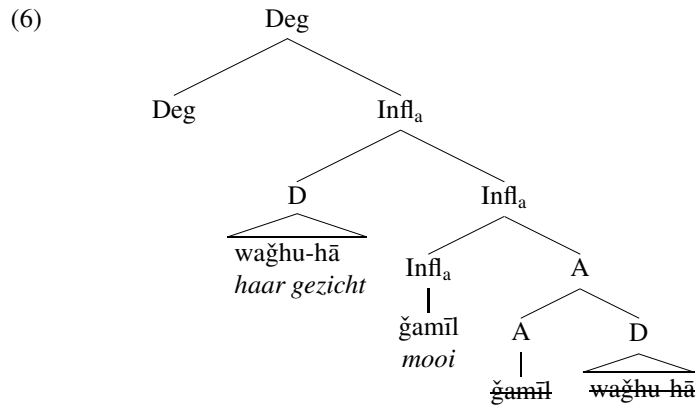 (6) Deg
Deg Inflₐ
D Inflₐ
waǧhu-hā Inflₐ A
haar gezicht
ǧamīl A D
mooi
ǧamīl waǧhu-hā